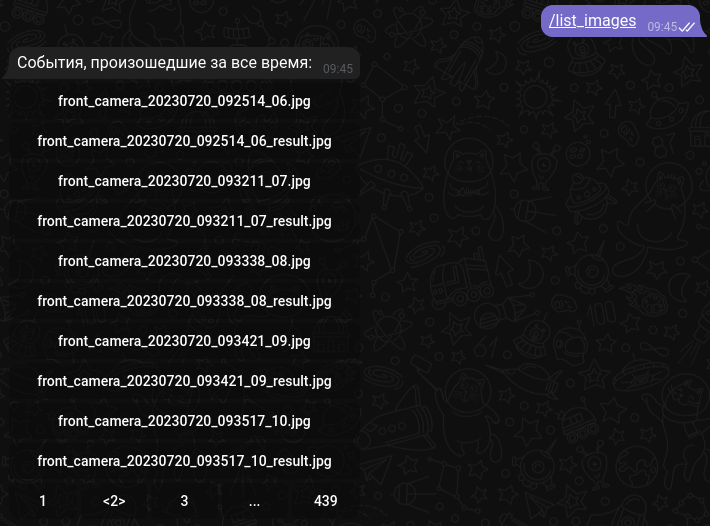 /list_images 09:45
События, произошедшие за все время: 09:45
front_camera_20230720_092514_06.jpg
front_camera_20230720_092514_06_result.jpg
front_camera_20230720_093211_07.jpg
front_camera_20230720_093211_07_result.jpg
front_camera_20230720_093338_08.jpg
front_camera_20230720_093338_08_result.jpg
front_camera_20230720_093421_09.jpg
front_camera_20230720_093421_09_result.jpg
front_camera_20230720_093517_10.jpg
front_camera_20230720_093517_10_result.jpg
1 <2> 3 ... 439